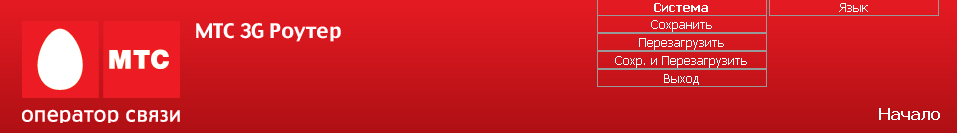 МТС 3G Роутер
МТС
оператор связи
Система
Сохранить
Перезагрузить
Сохр. и Перезагрузить
Выход
Язык
Начало